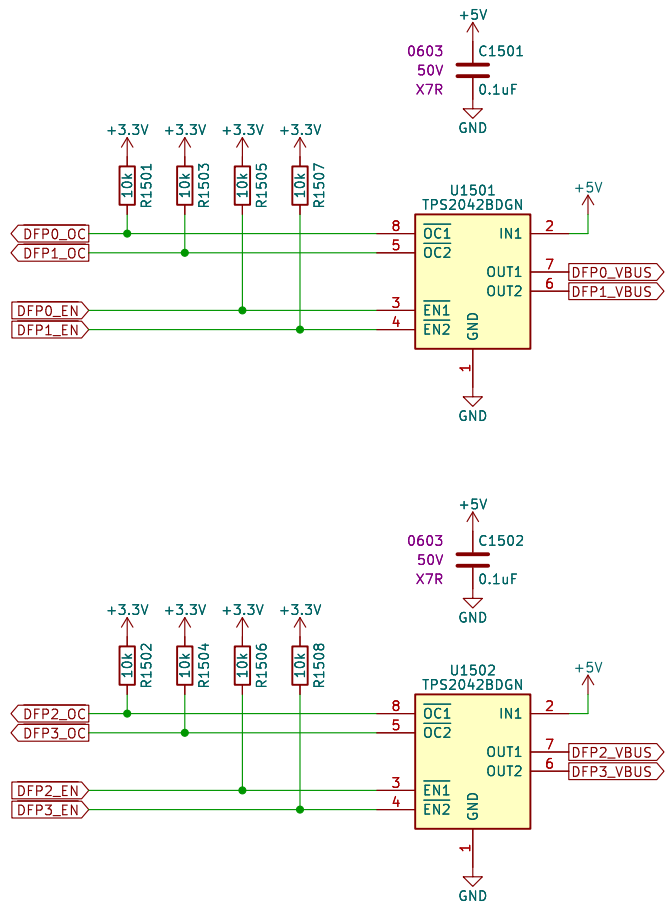 +5V
0603 C1501
50V
X7R 0.1uF
GND
+3.3V +3.3V +3.3V +3.3V
10k R1501 10k R1503 10k R1505 10k R1507
U1501
TPS2042BDGN
+5V
DFP0_OC 8 OC1 IN1 2
DFP1_OC 5 OC2
OUT1 7 DFP0_VBUS
OUT2 6 DFP1_VBUS
DFP0_EN 3 EN1
DFP1_EN 4 EN2
GND
1
GND
+5V
0603 C1502
50V
X7R 0.1uF
GND
+3.3V +3.3V +3.3V +3.3V
10k R1502 10k R1504 10k R1506 10k R1508
U1502
TPS2042BDGN
+5V
DFP2_OC 8 OC1 IN1 2
DFP3_OC 5 OC2
OUT1 7 DFP2_VBUS
OUT2 6 DFP3_VBUS
DFP2_EN 3 EN1
DFP3_EN 4 EN2
GND
1
GND